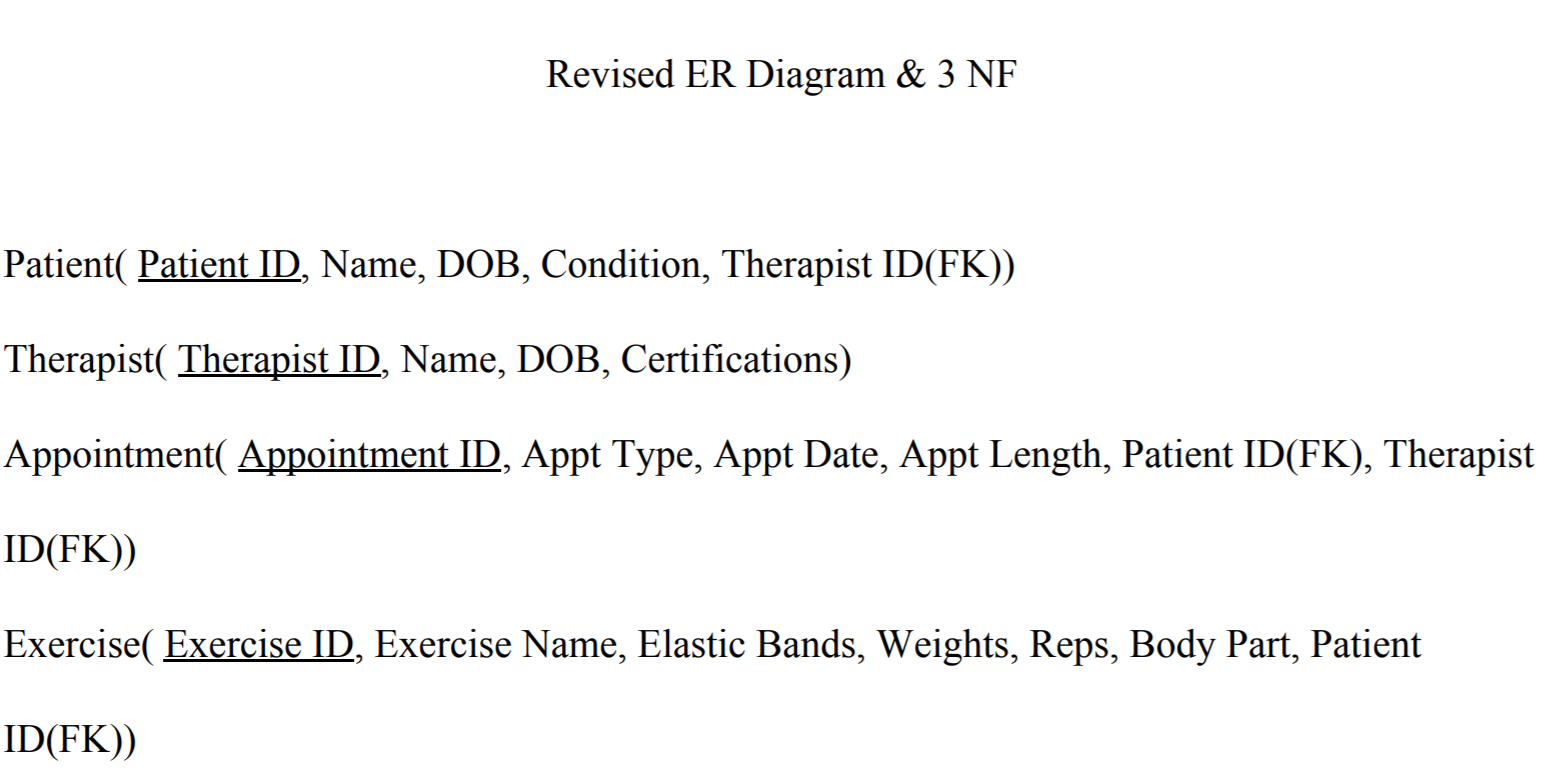 Revised ER Diagram & 3 NF
Patient( Patient ID, Name, DOB, Condition, Therapist ID(FK))
Therapist( Therapist ID, Name, DOB, Certifications)
Appointment( Appointment ID, Appt Type, Appt Date, Appt Length, Patient ID(FK), Therapist
ID(FK))
Exercise( Exercise ID, Exercise Name, Elastic Bands, Weights, Reps, Body Part, Patient
ID(FK))